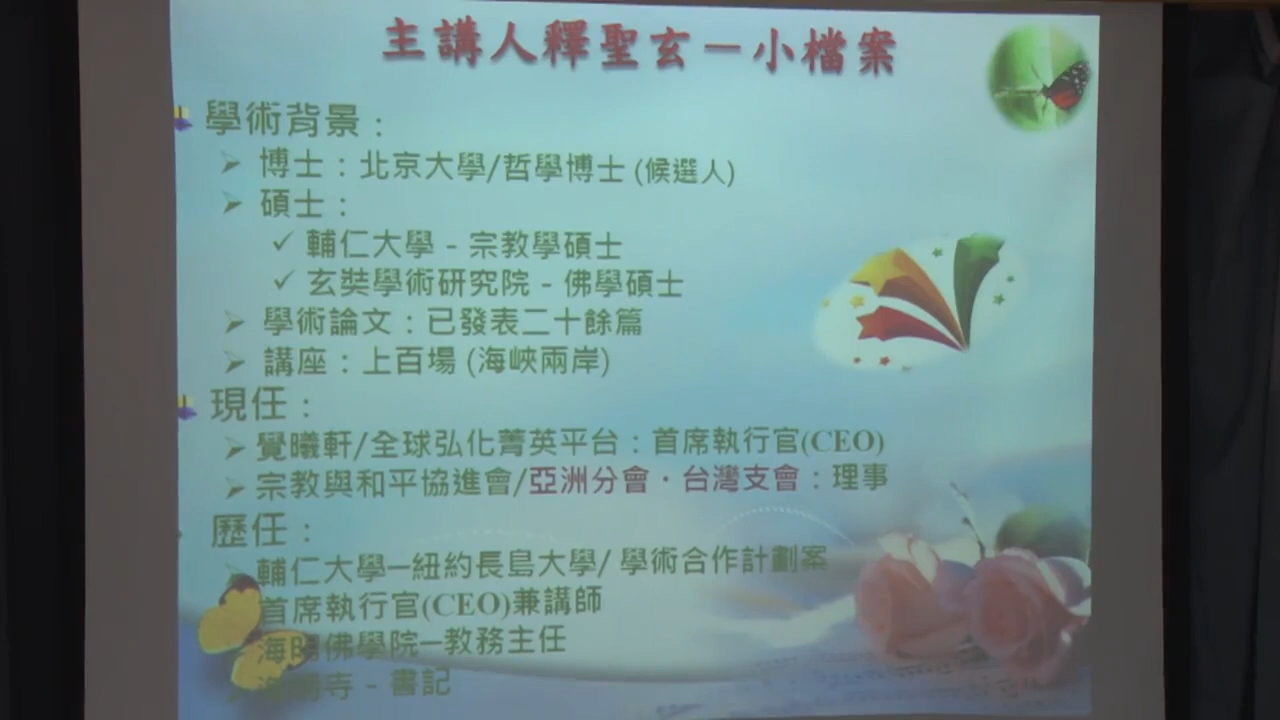 主講人釋聖玄－小檔案
學術背景：
博士：北京大學/哲學博士 (候選人)
碩士：
輔仁大學 - 宗教學碩士
玄奘學術研究院 - 佛學碩士
學術論文：已發表二十餘篇
講座：上百場 (海峽兩岸)
現任：
覺曦軒/全球弘化菁英平台：首席執行官(CEO)
宗教與和平協進會/亞洲分會・台灣支會：理事
歷任：
輔仁大學─紐約長島大學/ 學術合作計劃案
首席執行官(CEO)兼講師
海明佛學院─教務主任
海明寺 - 書記